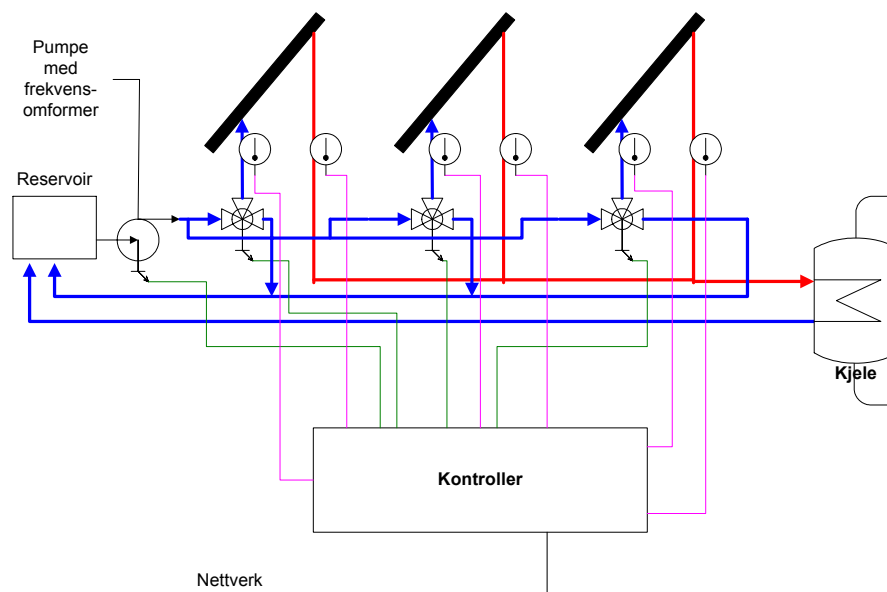 Pumpe
med
frekvens-
omformer
Reservoir
Kjele
Kontroller
Nettverk